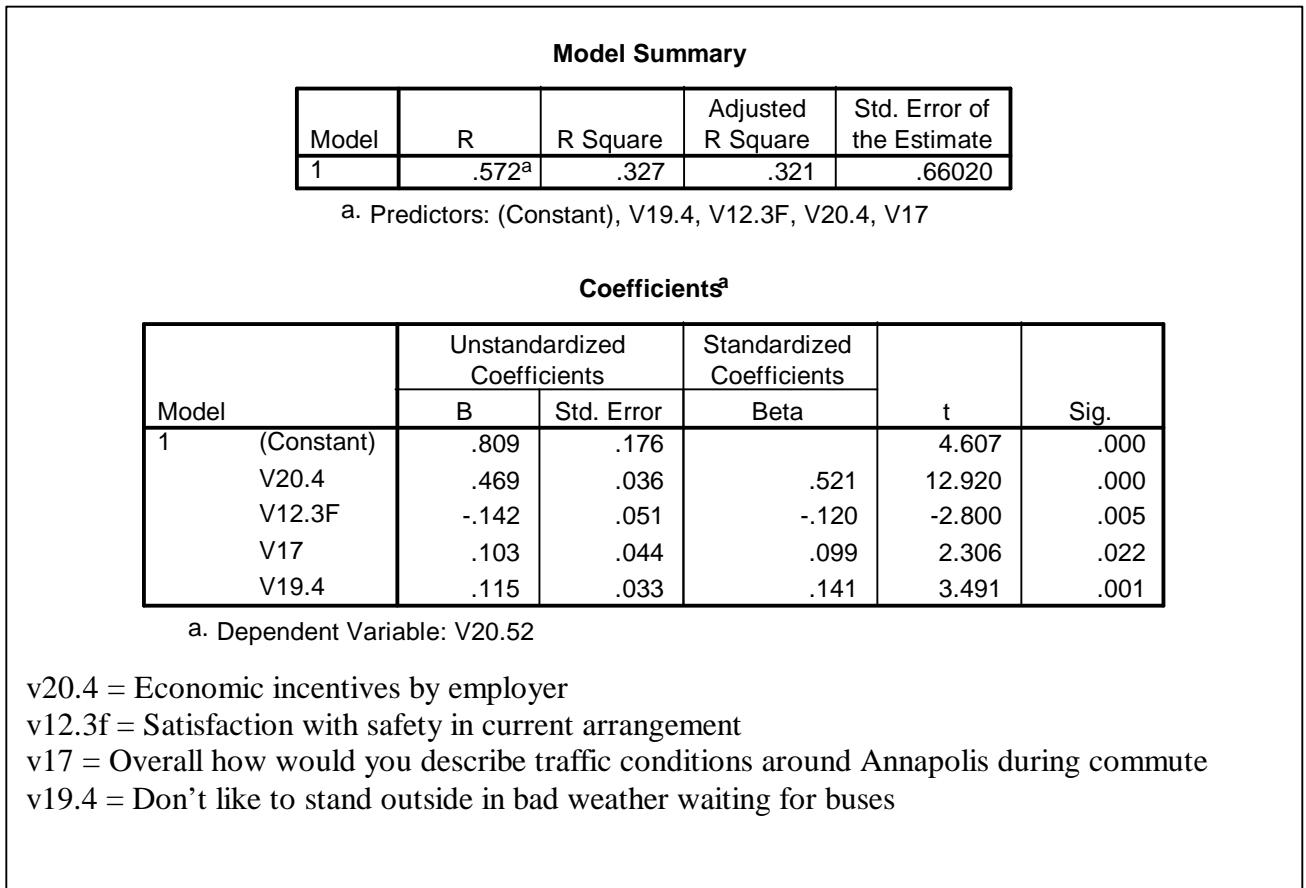 Model Summary
Model R R Square Adjusted R Square Std. Error of the Estimate
1 .572a .327 .321 .66020
a. Predictors: (Constant), V19.4, V12.3F, V20.4, V17
Coefficientsa
Unstandardized Coefficients Standardized Coefficients
Model B Std. Error Beta t Sig.
1 (Constant) .809 .176 4.607 .000
V20.4 .469 .036 .521 12.920 .000
V12.3F -.142 .051 -.120 -2.800 .005
V17 .103 .044 .099 2.306 .022
V19.4 .115 .033 .141 3.491 .001
a. Dependent Variable: V20.52
v20.4 = Economic incentives by employer
v12.3f = Satisfaction with safety in current arrangement
v17 = Overall how would you describe traffic conditions around Annapolis during commute
v19.4 = Don’t like to stand outside in bad weather waiting for buses